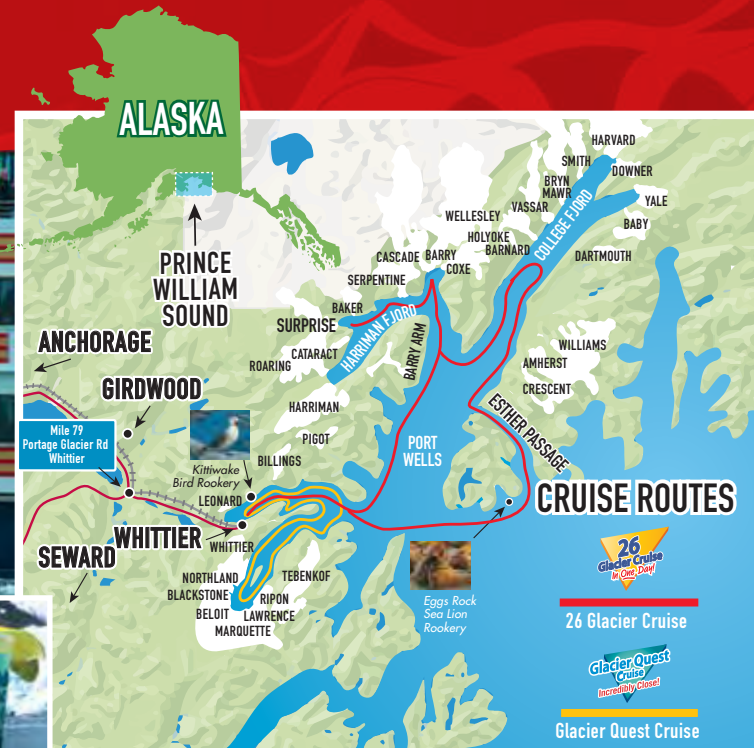 ALASKA
PRINCE
WILLIAM
SOUND
ANCHORAGE
GIRDWOOD
Mile 79
Portage Glacier Rd
Whittier
Kittiwake
Bird Rookery
SEWARD
WHITTIER
HARVARD
SMITH
DOWNER
BRYN
MAWR
YALE
VASSAR
BABY
WELLESLEY
HOLYOKE
BARNARD
COLLEGE FJORD
DARTMOUTH
CASCADE
BARRY
COXE
SERPENTINE
BAKER
SURPRISE
HARRIMAN FJORD
CATARACT
ROARING
BARRY ARM
HARRIMAN
PIGOT
BILLINGS
LEONARD
WHITTIER
WILLIAMS
AMHERST
CRESCENT
ESTHER PASSAGE
PORT
WELLS
NORTHLAND
TEBENKOF
BLACKSTONE
RIPON
BELOIT
LAWRENCE
MARQUETTE
Eggs Rock
Sea Lion
Rookery
CRUISE ROUTES
26
Glacier Cruise
In One Day!
26 Glacier Cruise
Glacier Quest
Cruise
Incredibly Close!
Glacier Quest Cruise